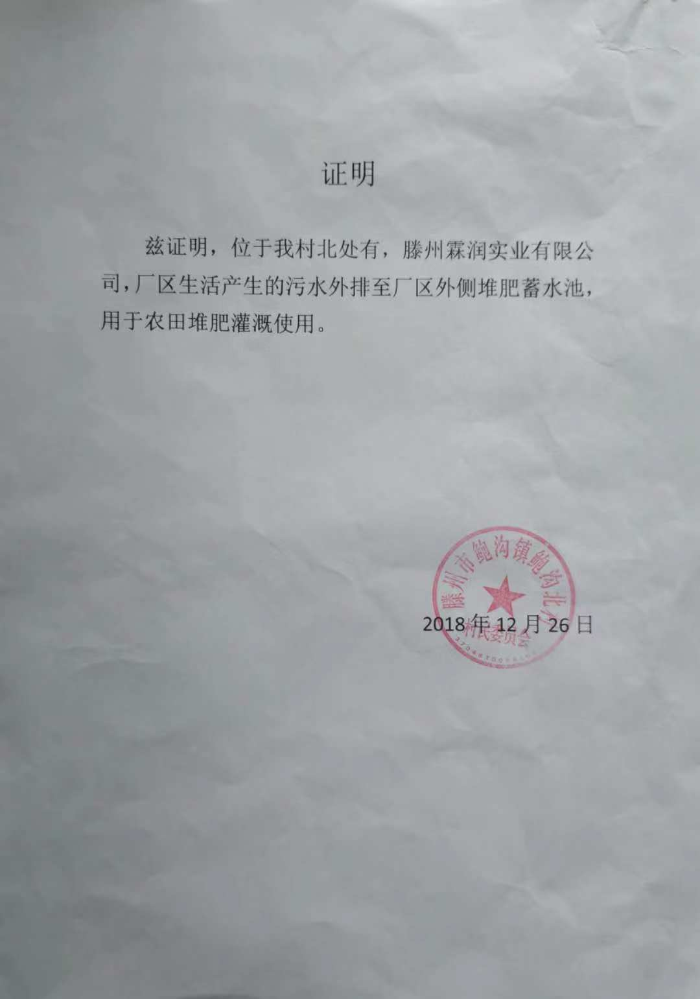 证明
兹证明，位于我村北处有，滕州霖润实业有限公
司，厂区生活产生的污水外排至厂区外侧堆肥蓄水池，
用于农田堆肥灌溉使用。
滕州市鲍沟镇鲍沟北村
2018 年 12 月 26 日
村民委员会